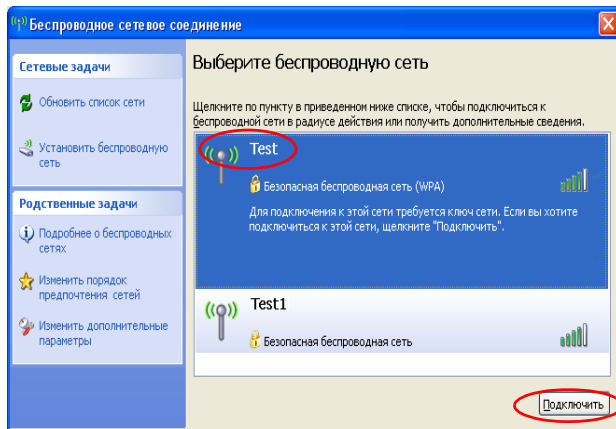 Беспроводное сетевое соединение
Сетевые задачи
Обновить список сети
Установить беспроводную
сеть
Родственные задачи
Подробнее о беспроводных
сетях
Изменить порядок
предпочтения сетей
Изменить дополнительные
параметры
Выберите беспроводную сеть
Щелкните по пункту в приведенном ниже списке, чтобы подключиться к
беспроводной сети в радиусе действия или получить дополнительные сведения.
Test
Безопасная беспроводная сеть (WPA)
Для подключения к этой сети требуется ключ сети. Если вы хотите
подключиться к этой сети, щелкните "Подключить".
Test1
Безопасная беспроводная сеть
Подключить